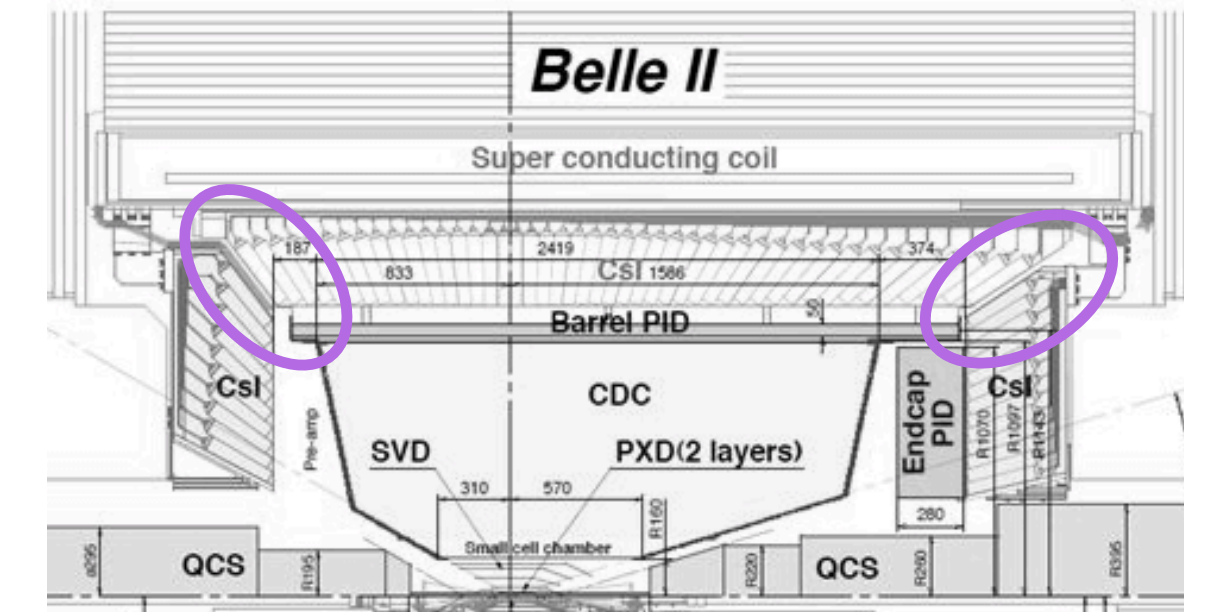 Belle II
Super conducting coil
187
2419
374
833
CsI
1586
50
Barrel PID
CsI
CDC
CsI
Endcap
PID
Pre-amp
SVD
PXD(2 layers)
R1070
R1097
R1143
310
570
R160
280
Small cell chamber
QCS
R195
R220
QCS
R260
R395